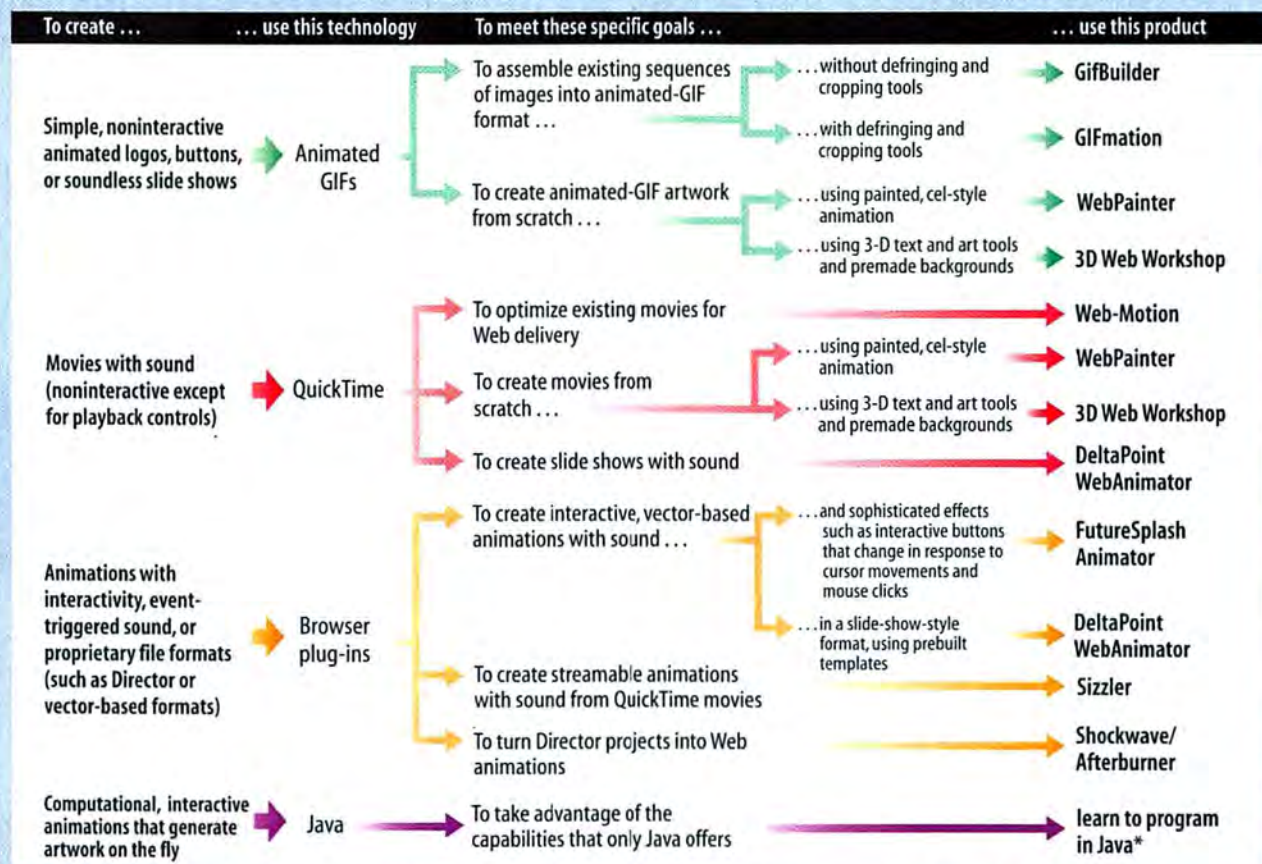 To create … … use this technology To meet these specific goals … … use this product
Simple, noninteractive
animated logos, buttons,
or soundless slide shows
Animated
GIFs
To assemble existing sequences
of images into animated-GIF
format …
…without defringing and
cropping tools
GifBuilder
…with defringing and
cropping tools
GIFmation
To create animated-GIF artwork
from scratch …
…using painted, cel-style
animation
WebPainter
…using 3-D text and art tools
and premade backgrounds
3D Web Workshop
Movies with sound
(noninteractive except
for playback controls)
QuickTime
To optimize existing movies for
Web delivery
Web-Motion
To create movies from
scratch …
…using painted, cel-style
animation
WebPainter
…using 3-D text and art tools
and premade backgrounds
3D Web Workshop
To create slide shows with sound
DeltaPoint
WebAnimator
Animations with
interactivity, event-
triggered sound, or
proprietary file formats
(such as Director or
vector-based formats)
Browser
plug-ins
To create interactive, vector-based
animations with sound …
…and sophisticated effects
such as interactive buttons
that change in response to
cursor movements and
mouse clicks
FutureSplash
Animator
…in a slide-show-style
format, using prebuilt
templates
DeltaPoint
WebAnimator
To create streamable animations
with sound from QuickTime movies
Sizzler
To turn Director projects into Web
animations
Shockwave/
Afterburner
Computational, interactive
animations that generate
artwork on the fly
Java
To take advantage of the
capabilities that only Java offers
learn to program
in Java*